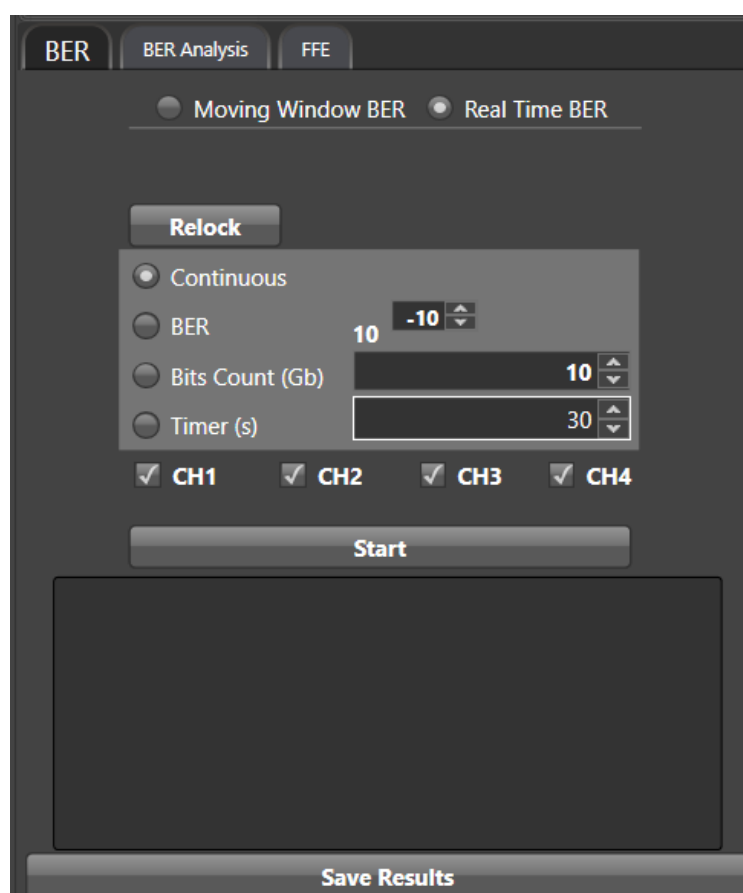 BER BER Analysis FFE
Moving Window BER Real Time BER
Relock
Continuous
BER 10 -10
Bits Count (Gb) 10
Timer (s) 30
CH1 CH2 CH3 CH4
Start
Save Results